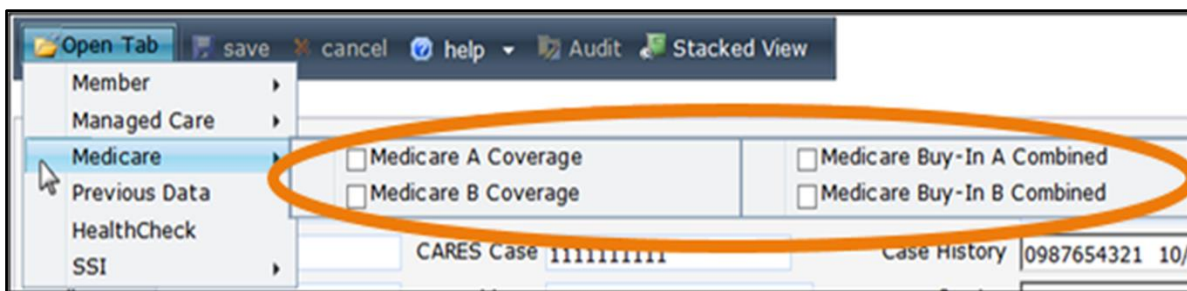 Open Tab save cancel help Audit Stacked View
Member
Managed Care
Medicare
Medicare A Coverage Medicare Buy-In A Combined
Medicare B Coverage Medicare Buy-In B Combined
Previous Data
HealthCheck
SSI
CARES Case 1111111111 Case History 0987654321 10/